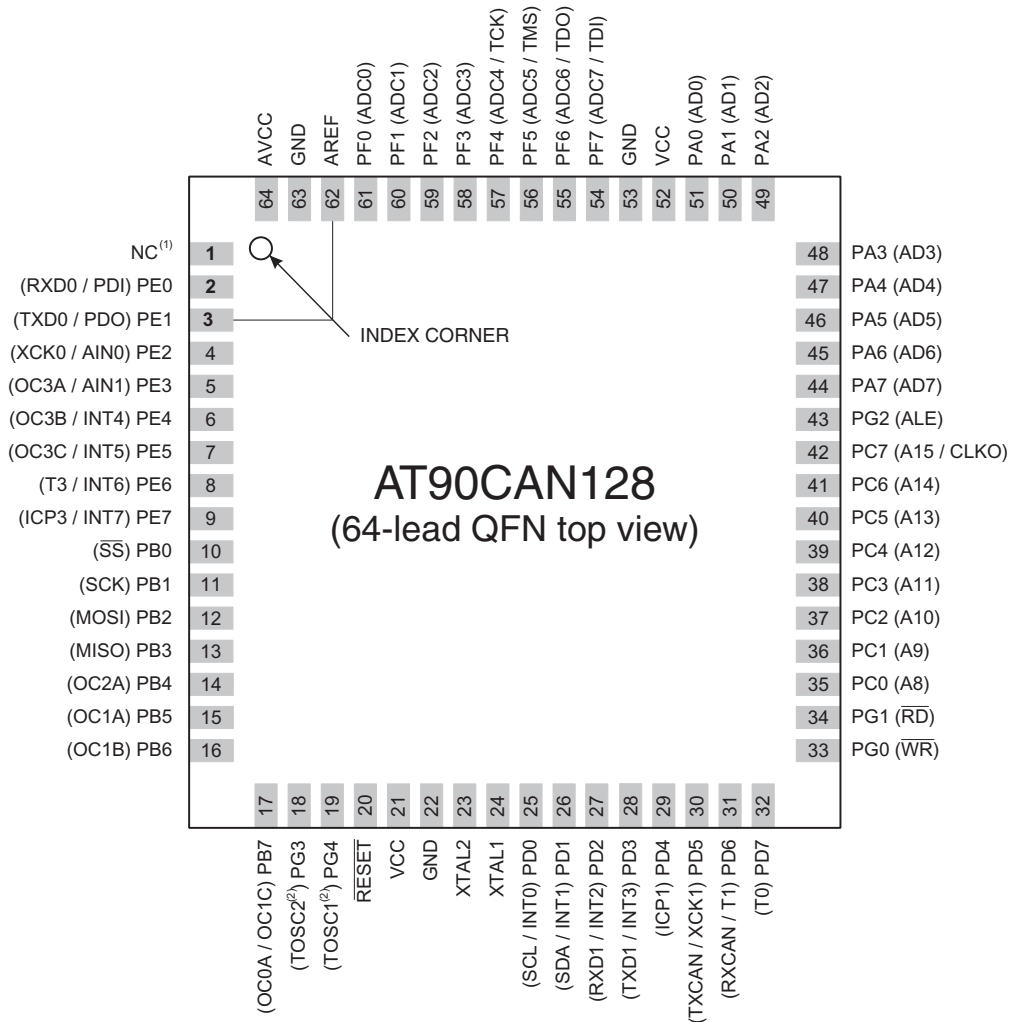 AVCC
GND
AREF
PF0 (ADC0)
PF1 (ADC1)
PF2 (ADC2)
PF3 (ADC3)
PF4 (ADC4 / TCK)
PF5 (ADC5 / TMS)
PF6 (ADC6 / TDO)
PF7 (ADC7 / TDI)
GND
VCC
PA0 (AD0)
PA1 (AD1)
PA2 (AD2)
64
63
62
61
60
59
58
57
56
55
54
53
52
51
50
49
NC(1) 1
(RXD0 / PDI) PE0 2
(TXD0 / PDO) PE1 3
(XCK0 / AIN0) PE2 4
(OC3A / AIN1) PE3 5
(OC3B / INT4) PE4 6
(OC3C / INT5) PE5 7
(T3 / INT6) PE6 8
(ICP3 / INT7) PE7 9
(SS) PB0 10
(SCK) PB1 11
(MOSI) PB2 12
(MISO) PB3 13
(OC2A) PB4 14
(OC1A) PB5 15
(OC1B) PB6 16
INDEX CORNER
AT90CAN128
(64-lead QFN top view)
48 PA3 (AD3)
47 PA4 (AD4)
46 PA5 (AD5)
45 PA6 (AD6)
44 PA7 (AD7)
43 PG2 (ALE)
42 PC7 (A15 / CLKO)
41 PC6 (A14)
40 PC5 (A13)
39 PC4 (A12)
38 PC3 (A11)
37 PC2 (A10)
36 PC1 (A9)
35 PC0 (A8)
34 PG1 (RD)
33 PG0 (WR)
17
18
19
20
21
22
23
24
25
26
27
28
29
30
31
32
(OC0A / OC1C) PB7
(TOSC2(2)) PG3
(TOSC1(2)) PG4
RESET
VCC
GND
XTAL2
XTAL1
(SCL / INT0) PD0
(SDA / INT1) PD1
(RXD1 / INT2) PD2
(TXD1 / INT3) PD3
(ICP1) PD4
(TXCAN / XCK1) PD5
(RXCAN / T1) PD6
(T0) PD7